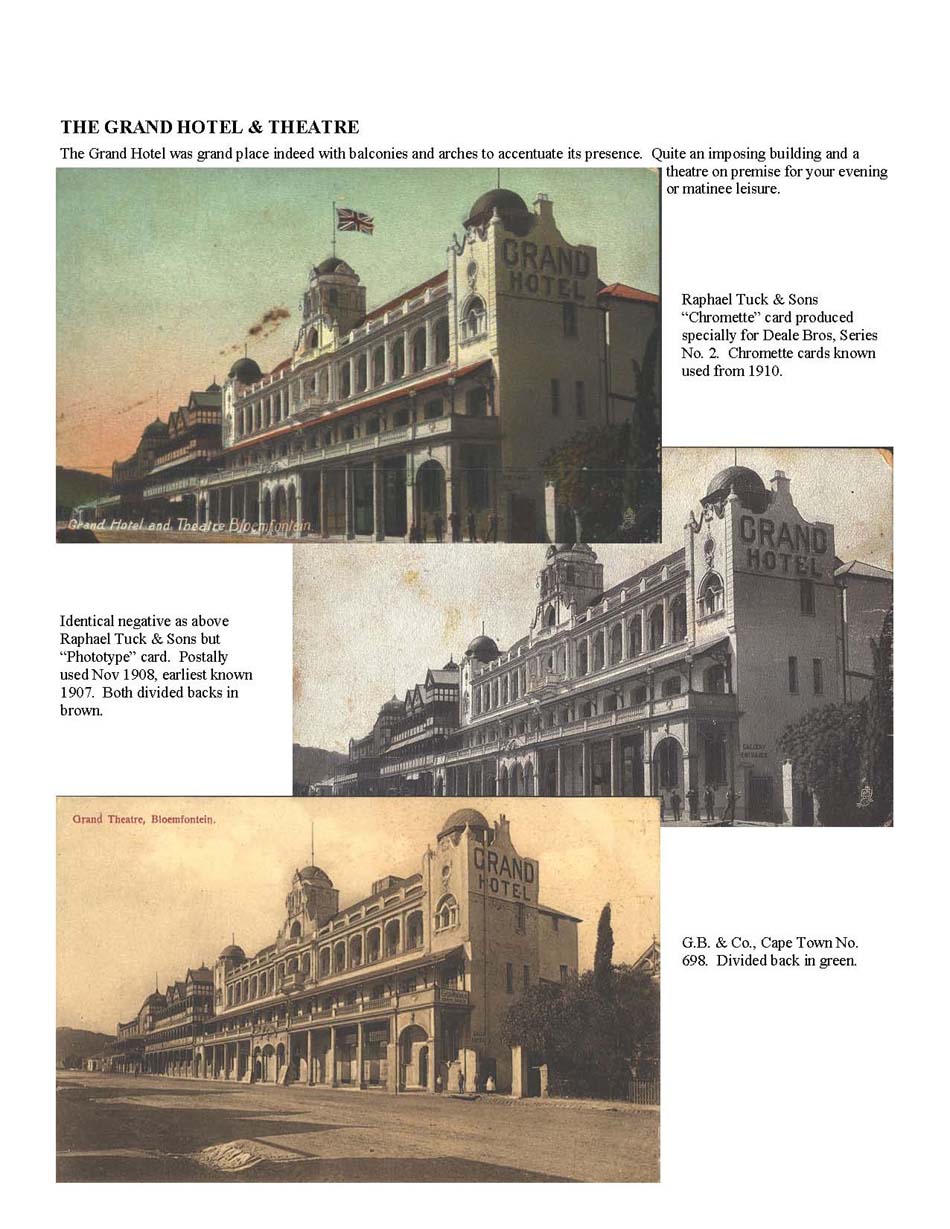 THE GRAND HOTEL & THEATRE
The Grand Hotel was grand place indeed with balconies and arches to accentuate its presence.  Quite an imposing building and a
theatre on premise for your evening
or matinee leisure.
GRAND
HOTEL
Raphael Tuck & Sons
“Chromette” card produced
specially for Deale Bros, Series
No. 2.  Chromette cards known
used from 1910.
Grand Hotel and Theatre Bloemfontein.
GRAND
HOTEL
GALLERY
ENTRANCE
Identical negative as above
Raphael Tuck & Sons but
“Phototype” card.  Postally
used Nov 1908, earliest known
1907.  Both divided backs in
brown.
Grand Theatre, Bloemfontein.
GRAND
HOTEL
G.B. & Co., Cape Town No.
698.  Divided back in green.